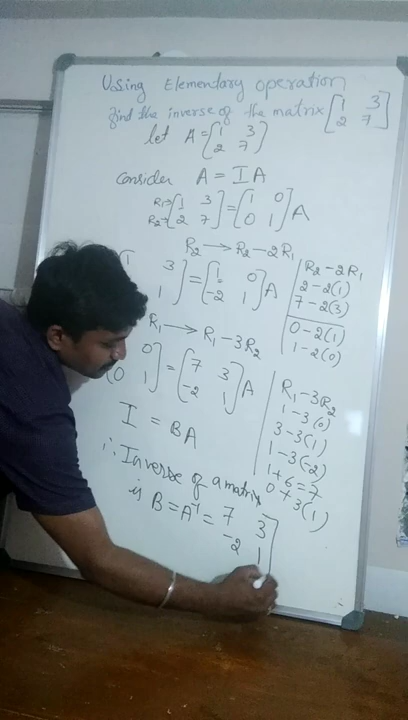 Using Elementary operation
find the inverse of the matrix [1 3
2 7]
let A = [1 3
2 7]
Consider A = IA
R1→ [1 3
R2→ 2 7] = [1 0
0 1] A
R2 → R2 - 2R1
1 3
1] = [1 0
-2 1] A
R1 → R1 - 3R2
0
0 1] = [7 3
-2 1] A
I = BA
∴ Inverse of a matrix
is B = A⁻¹ = 7 3
-2 1]
R2 - 2R1
2 - 2(1)
7 - 2(3)
0 - 2(1)
1 - 2(0)
R1 - 3R2
1 - 3(0)
3 - 3(1)
1 - 3(-2)
1 + 6 = 7
0 + 3(1)